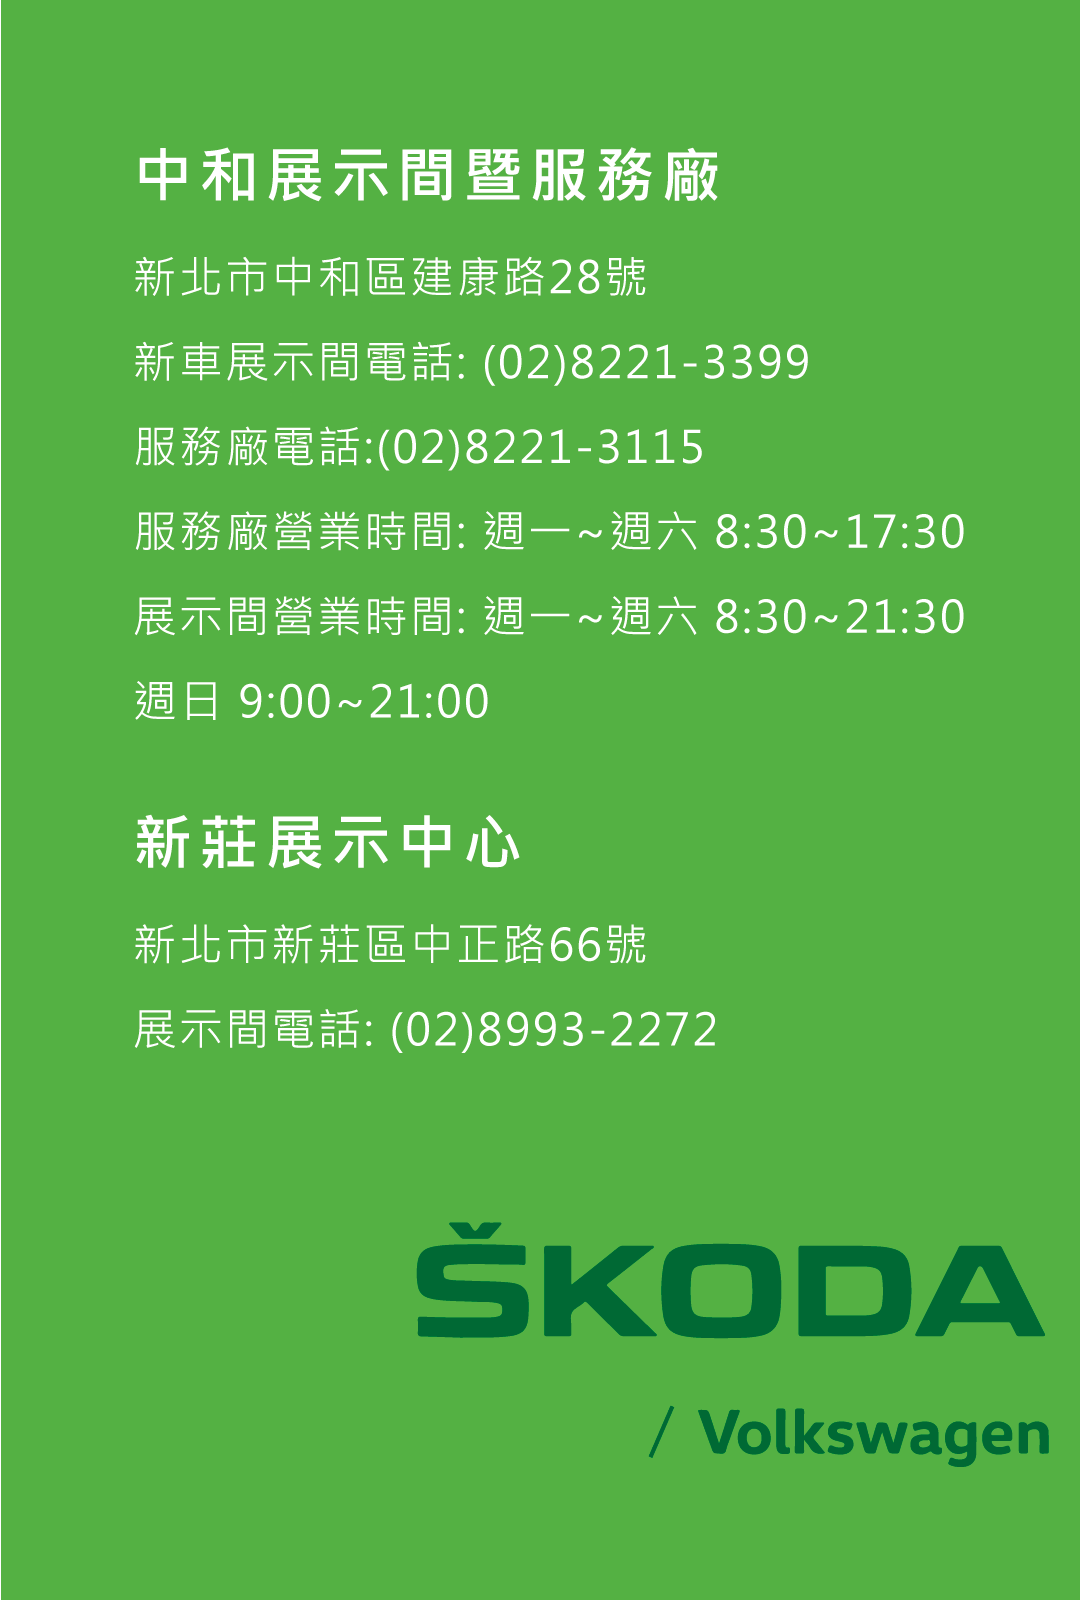 中和展示間暨服務廠
新北市中和區建康路28號
新車展示間電話: (02)8221-3399
服務廠電話:(02)8221-3115
服務廠營業時間: 週一~週六 8:30~17:30
展示間營業時間: 週一~週六 8:30~21:30
週日 9:00~21:00
新莊展示中心
新北市新莊區中正路66號
展示間電話: (02)8993-2272
ŠKODA
/ Volkswagen